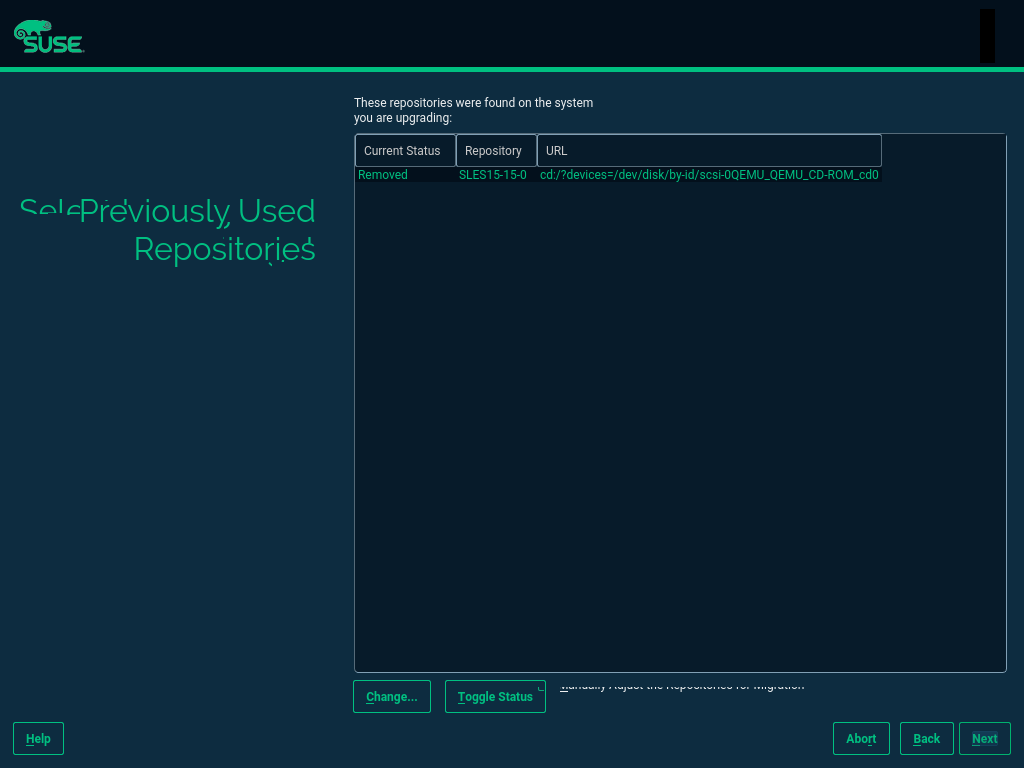 SUSE
These repositories were found on the system
you are upgrading:
Current Status Repository URL
Removed SLES15-15-0 cd:/?devices=/dev/disk/by-id/scsi-0QEMU_QEMU_CD-ROM_cd0
Previously Used
Repositories
Change... Toggle Status Manually Adjust the Repositories for Migration
Help Abort Back Next